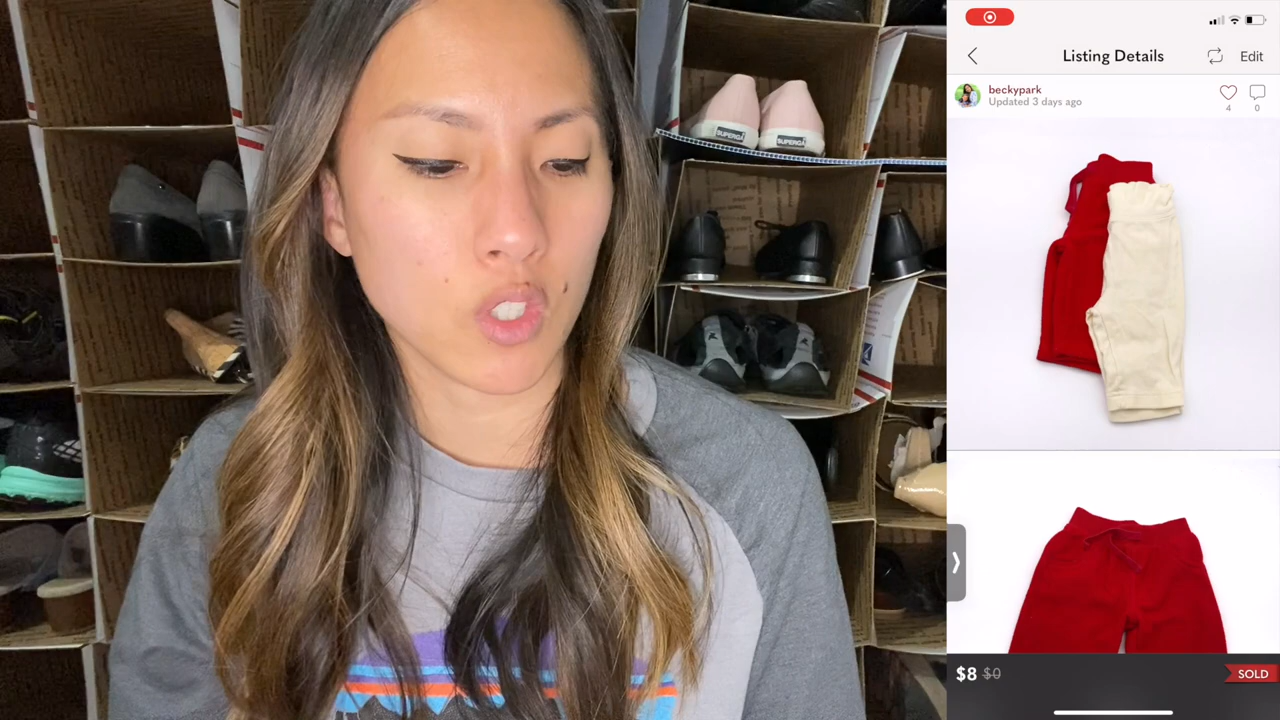 Listing Details
Edit
beckypark
Updated 3 days ago
4
0
SUPERGA
SUPERGA
$8 $0
SOLD